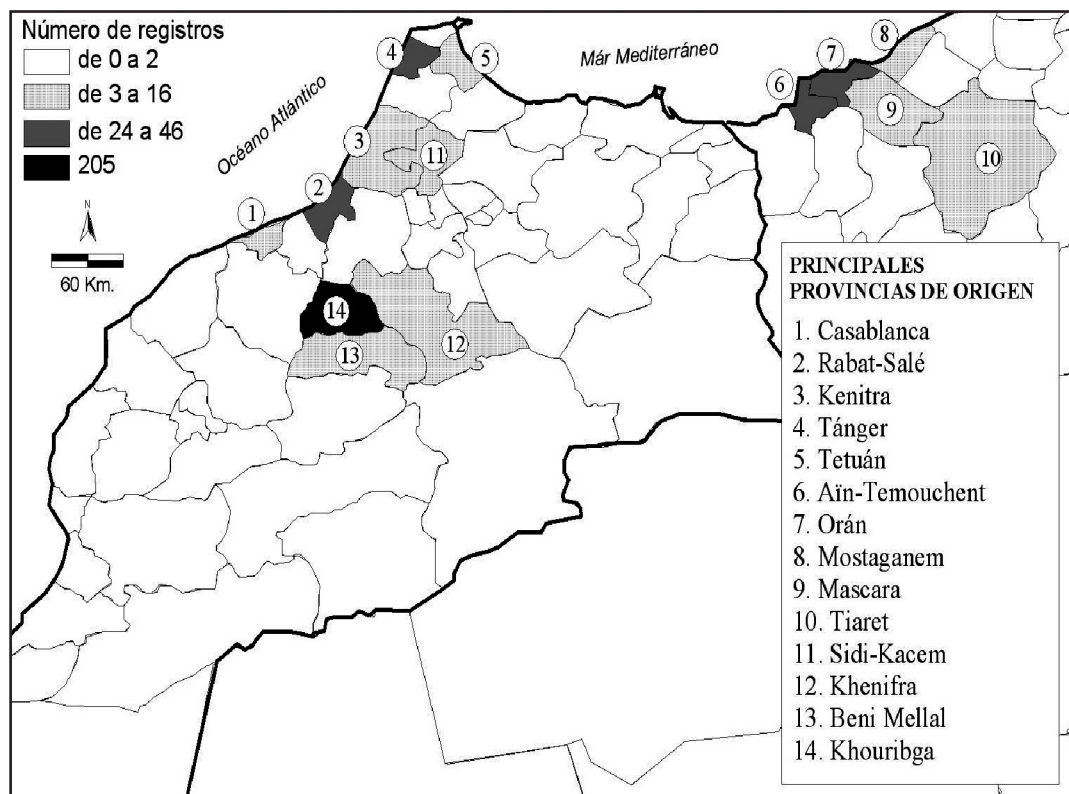 Número de registros
de 0 a 2
de 3 a 16
de 24 a 46
205
N
60 Km.
Océano Atlántico
Már Mediterráneo
4
5
7
8
6
9
3
11
10
2
1
14
12
13
PRINCIPALES
PROVINCIAS DE ORIGEN
1. Casablanca
2. Rabat-Salé
3. Kenitra
4. Tánger
5. Tetuán
6. Aïn-Temouchent
7. Orán
8. Mostaganem
9. Mascara
10. Tiaret
11. Sidi-Kacem
12. Khenifra
13. Beni Mellal
14. Khouribga